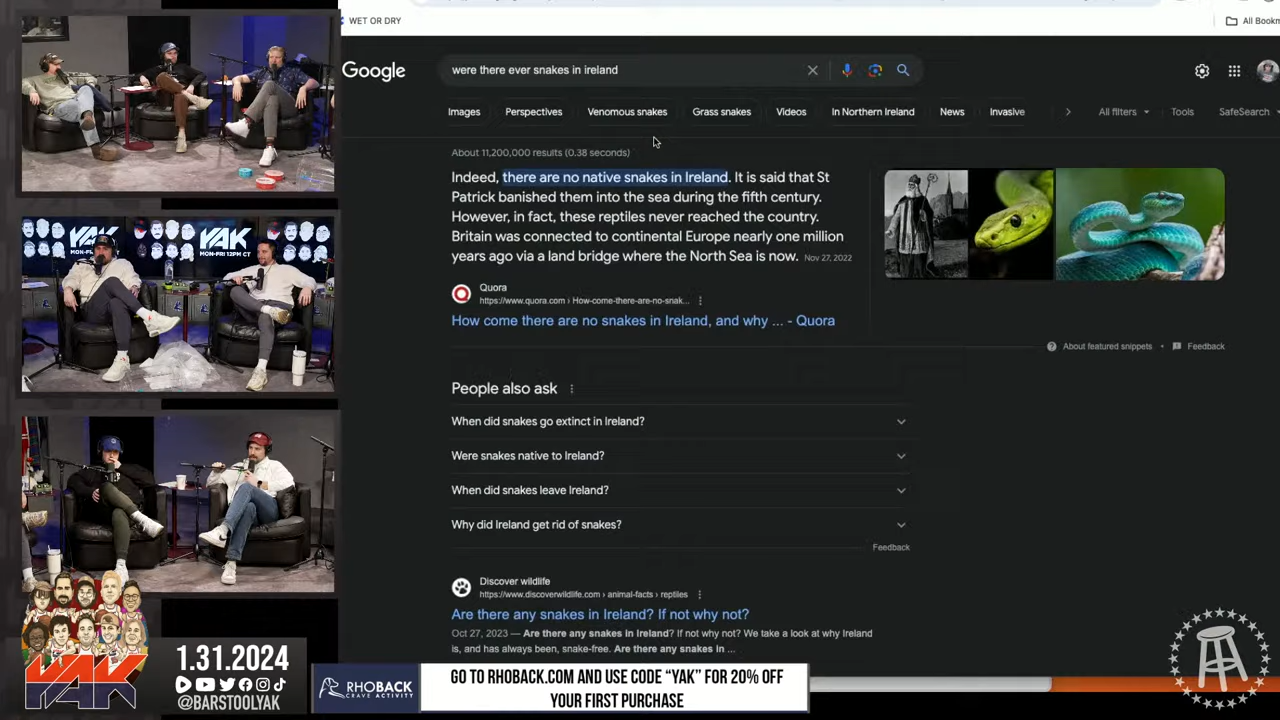 WET OR DRY
All Bookm
Google
were there ever snakes in ireland
Images
Perspectives
Venomous snakes
Grass snakes
Videos
In Northern Ireland
News
Invasive
All filters
Tools
SafeSearch
About 11,200,000 results (0.38 seconds)
Indeed, there are no native snakes in Ireland. It is said that St
Patrick banished them into the sea during the fifth century.
However, in fact, these reptiles never reached the country.
Britain was connected to continental Europe nearly one million
years ago via a land bridge where the North Sea is now. Nov 27, 2022
Quora
https://www.quora.com › How-come-there-are-no-snak...
How come there are no snakes in Ireland, and why ... - Quora
About featured snippets • Feedback
People also ask
When did snakes go extinct in Ireland?
Were snakes native to Ireland?
When did snakes leave Ireland?
Why did Ireland get rid of snakes?
Feedback
Discover wildlife
https://www.discoverwildlife.com › animal-facts › reptiles
Are there any snakes in Ireland? If not why not?
Oct 27, 2023 — Are there any snakes in Ireland? If not why not? We take a look at why Ireland
is, and has always been, snake-free. Are there any snakes in ...
YAK
MON-FRI
YAK
MON-FRI 12PM CT
YAK
1.31.2024
@BARSTOOLYAK
RHOBACK
CRAVE ACTIVITY
GO TO RHOBACK.COM AND USE CODE “YAK” FOR 20% OFF
YOUR FIRST PURCHASE